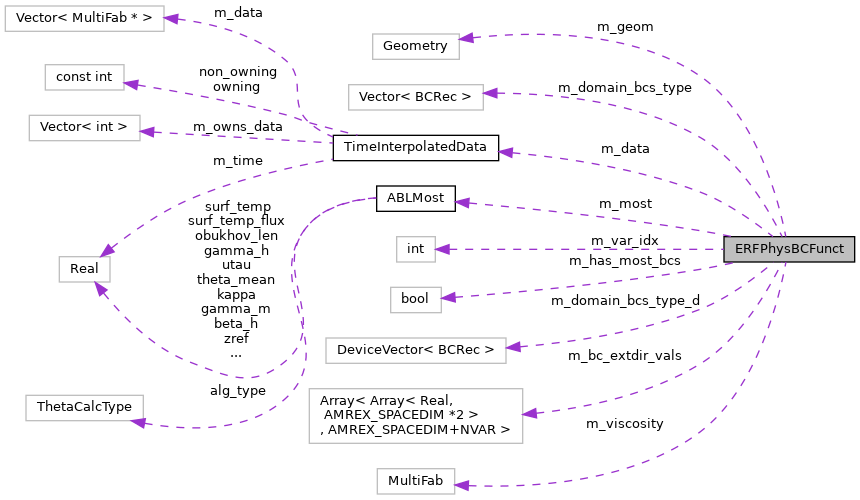 m_data
Vector< MultiFab * >
m_geom
Geometry
non_owning
owning
const int
m_domain_bcs_type
Vector< BCRec >
m_owns_data
Vector< int >
TimeInterpolatedData
m_data
m_time
ABLMost
m_most
surf_temp
surf_temp_flux
obukhov_len
gamma_h
utau
theta_mean
kappa
gamma_m
beta_h
zref
...
Real
int
m_var_idx
ERFPhysBCFunct
m_has_most_bcs
bool
m_domain_bcs_type_d
DeviceVector< BCRec >
m_bc_extdir_vals
alg_type
ThetaCalcType
Array< Array< Real,
AMREX_SPACEDIM *2 >
, AMREX_SPACEDIM+NVAR >
m_viscosity
MultiFab